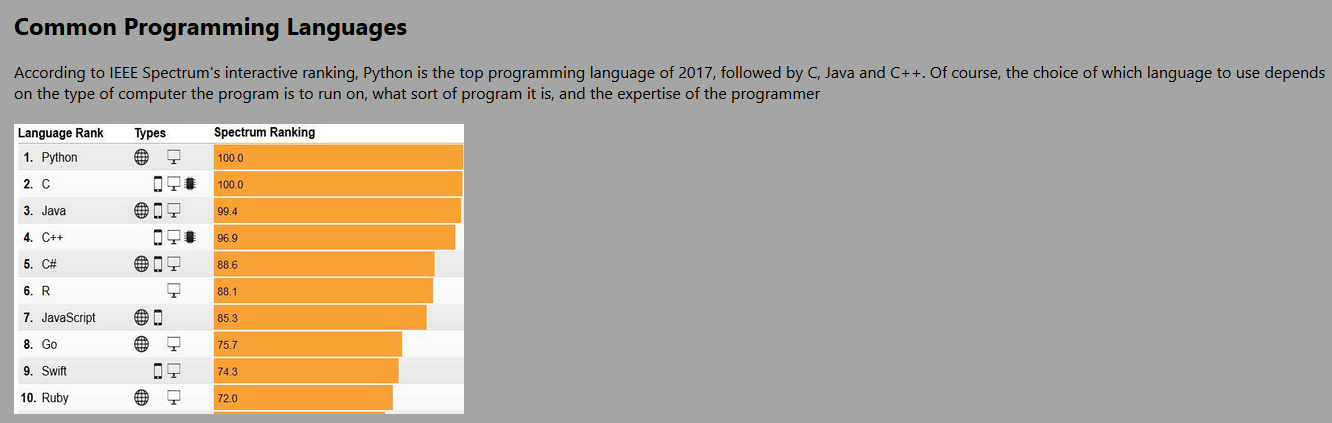 Common Programming Languages
According to IEEE Spectrum's interactive ranking, Python is the top programming language of 2017, followed by C, Java and C++. Of course, the choice of which language to use depends
on the type of computer the program is to run on, what sort of program it is, and the expertise of the programmer
Language Rank Types Spectrum Ranking
1. Python 100.0
2. C 100.0
3. Java 99.4
4. C++ 96.9
5. C# 88.6
6. R 88.1
7. JavaScript 85.3
8. Go 75.7
9. Swift 74.3
10. Ruby 72.0